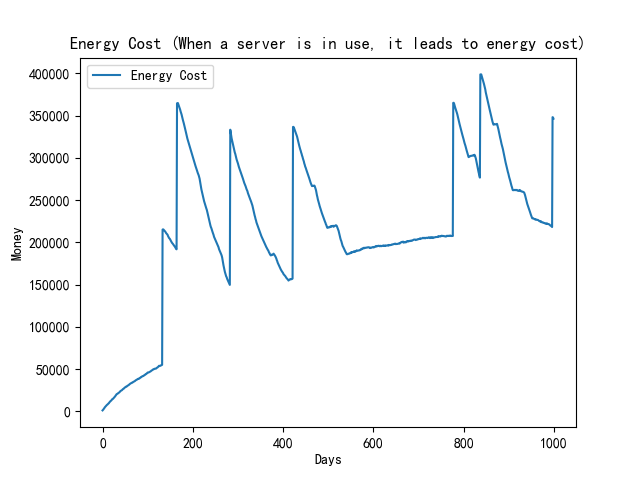 Energy Cost (When a server is in use, it leads to energy cost)
Energy Cost
400000
350000
300000
250000
200000
150000
100000
50000
0
Money
0 200 400 600 800 1000
Days